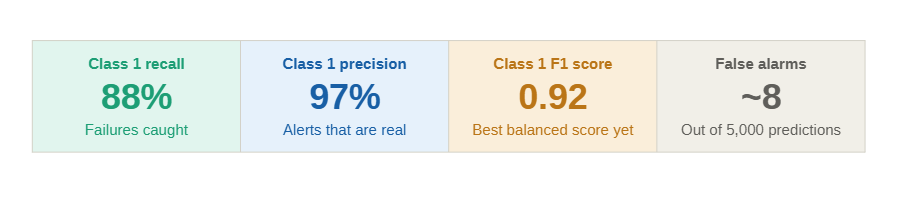 Class 1 recall
88%
Failures caught
Class 1 precision
97%
Alerts that are real
Class 1 F1 score
0.92
Best balanced score yet
False alarms
~8
Out of 5,000 predictions